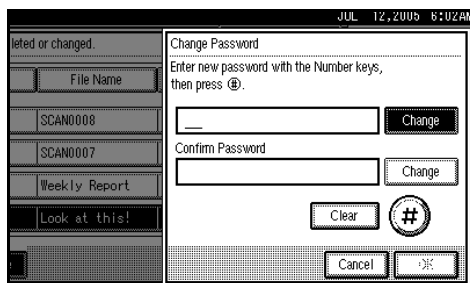 JUL 12,2005 6:02AM
leted or changed.
File Name
SCAN0008
SCAN0007
Weekly Report
Look at this!
Change Password
Enter new password with the Number keys,
then press #.
Change
Confirm Password
Change
Clear
#
Cancel
OK